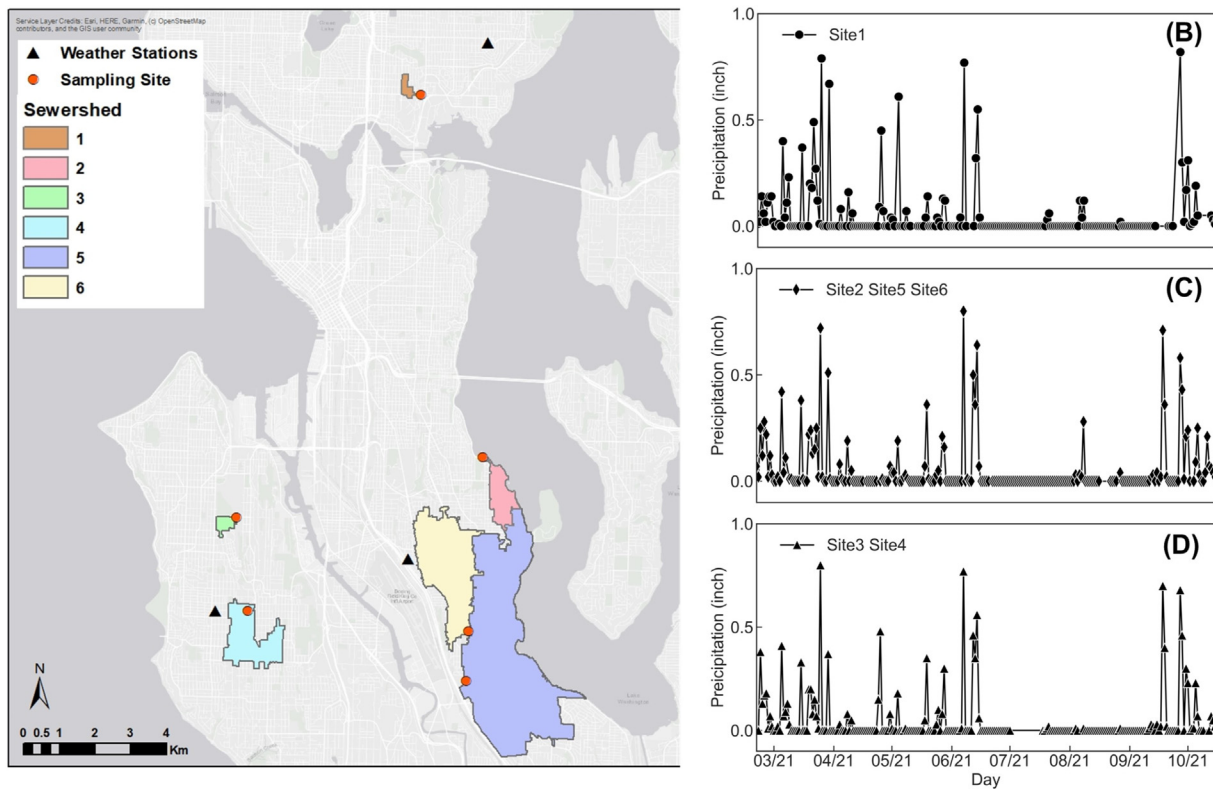 Service Layer Credits: Esri, HERE, Garmin, (c) OpenStreetMap
contributors, and the GIS user community
Weather Stations
Sampling Site
Sewershed
1
2
3
4
5
6
N
0 0.5 1 2 3 4
Km
(B)
Site1
Preicipitation (inch)
1.0
0.5
0.0
(C)
Site2 Site5 Site6
Preicipitation (inch)
1.0
0.5
0.0
(D)
Site3 Site4
Preicipitation (inch)
1.0
0.5
0.0
03/21 04/21 05/21 06/21 07/21 08/21 09/21 10/21
Day